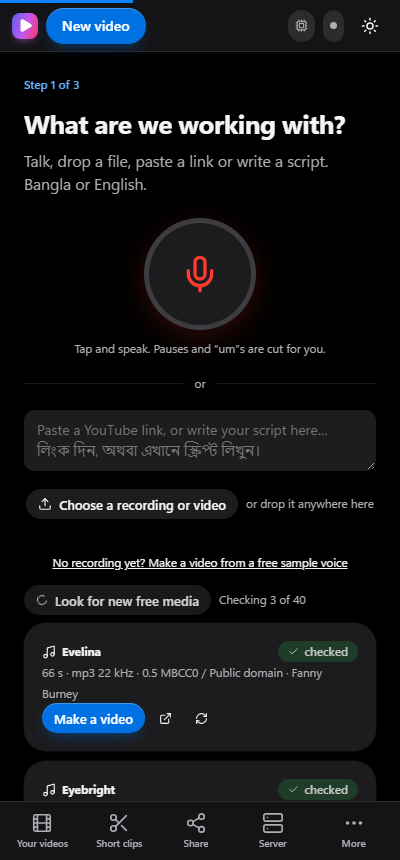 New video
Step 1 of 3
What are we working with?
Talk, drop a file, paste a link or write a script.
Bangla or English.
Tap and speak. Pauses and “um”s are cut for you.
or
Paste a YouTube link, or write your script here…
লিংক দিন, অথবা এখানে স্ক্রিপ্ট লিখুন।
Choose a recording or video or drop it anywhere here
No recording yet? Make a video from a free sample voice
Look for new free media Checking 3 of 40
Evelina checked
66 s · mp3 22 kHz · 0.5 MBCC0 / Public domain · Fanny
Burney
Make a video
Eyebright checked
Your videos Short clips Share Server More